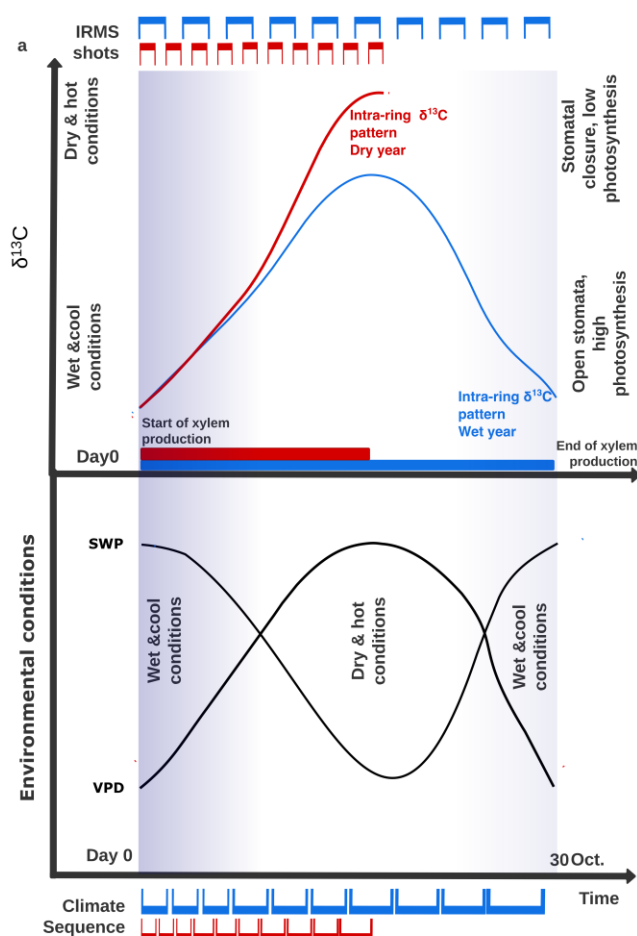 IRMS
shots
a
Dry & hot
conditions
Intra-ring δ¹³C
pattern
Dry year
Stomatal
closure, low
photosynthesis
δ¹³C
Wet &cool
conditions
Open stomata,
high
photosynthesis
Intra-ring δ¹³C
pattern
Wet year
Start of xylem
production
Day0
End of xylem
production
SWP
Environmental conditions
Wet &cool
conditions
Dry & hot
conditions
Wet &cool
conditions
VPD
Day 0
30Oct.
Time
Climate
Sequence